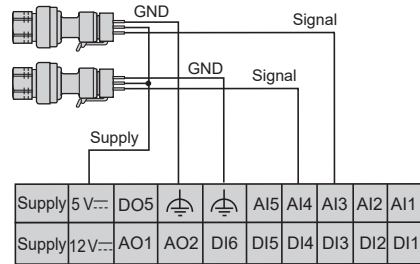 GND
Signal
GND
Signal
Supply
Supply 5 V⎓ DO5 AI5 AI4 AI3 AI2 AI1
Supply 12V⎓ AO1 AO2 DI6 DI5 DI4 DI3 DI2 DI1